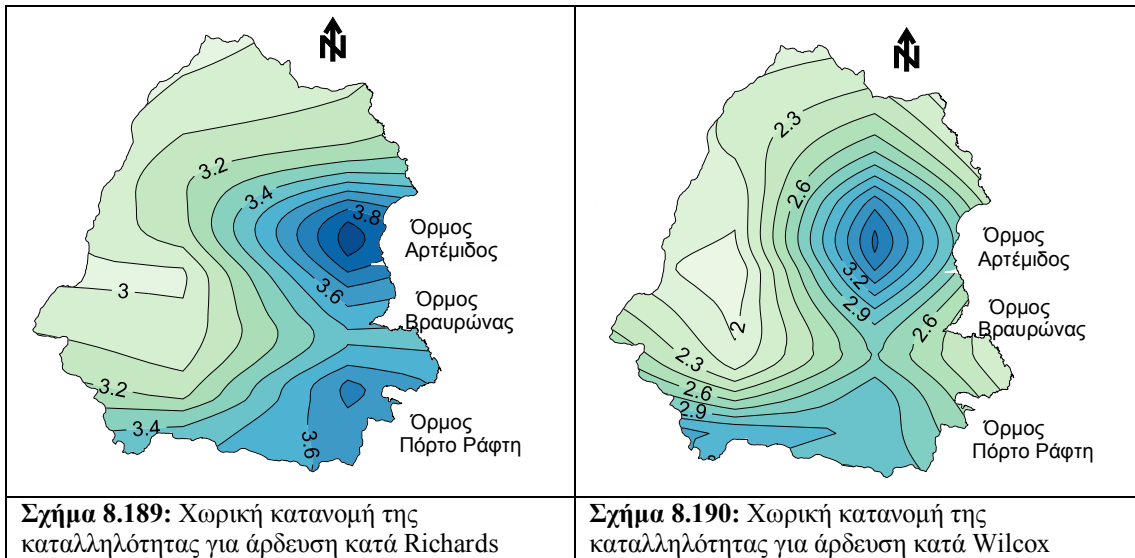 N
3.2
3.4
3.8
Όρμος
Αρτέμιδος
3.6
Όρμος
Βραυρώνας
3
3.2
3.4
3.6
Όρμος
Πόρτο Ράφτη
Σχήμα 8.189: Χωρική κατανομή της
καταλληλότητας για άρδευση κατά Richards
N
2.3
2.6
Όρμος
Αρτέμιδος
3.2
2.9
Όρμος
Βραυρώνας
2.6
2
2.3
2.6
2.9
Όρμος
Πόρτο Ράφτη
Σχήμα 8.190: Χωρική κατανομή της
καταλληλότητας για άρδευση κατά Wilcox